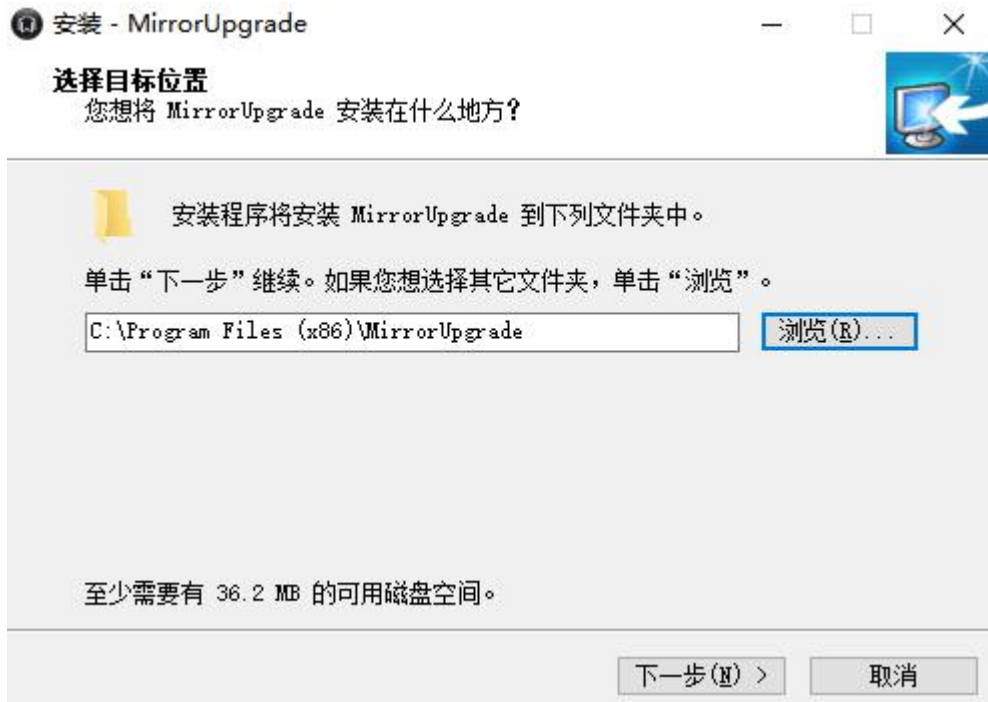 安装 - MirrorUpgrade
选择目标位置
您想将 MirrorUpgrade 安装在什么地方?
安装程序将安装 MirrorUpgrade 到下列文件夹中。
单击“下一步”继续。如果您想选择其它文件夹，单击“浏览”。
C:\Program Files (x86)\MirrorUpgrade
浏览(R)...
至少需要有 36.2 MB 的可用磁盘空间。
下一步(N) >
取消